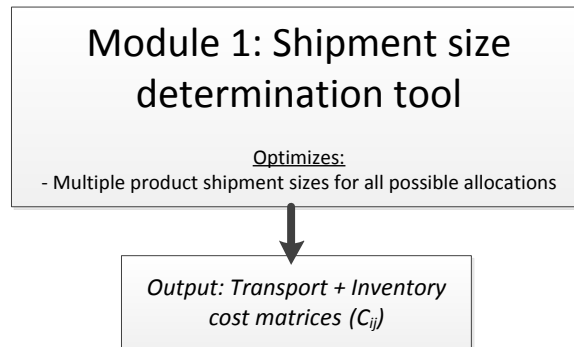 Module 1: Shipment size
determination tool
Optimizes:
- Multiple product shipment sizes for all possible allocations
Output: Transport + Inventory
cost matrices (Cij)